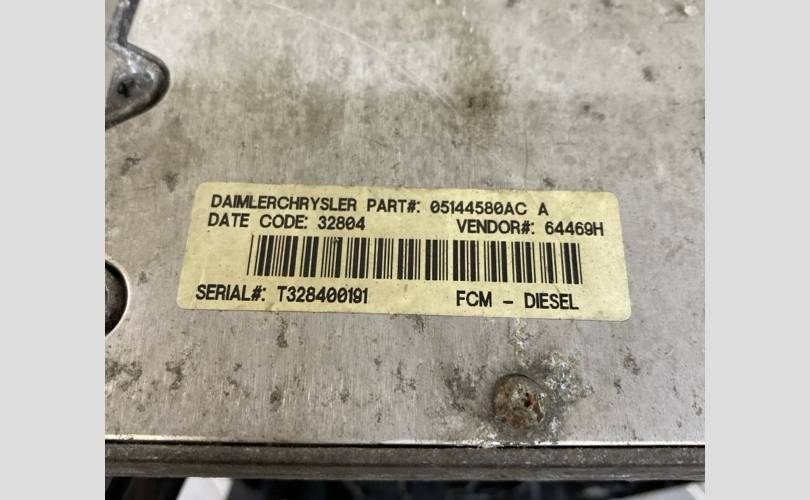 DAIMLERCHRYSLER PART#: 05144580AC A
DATE CODE: 32804 VENDOR#: 64469H
SERIAL#: T328400191 FCM - DIESEL